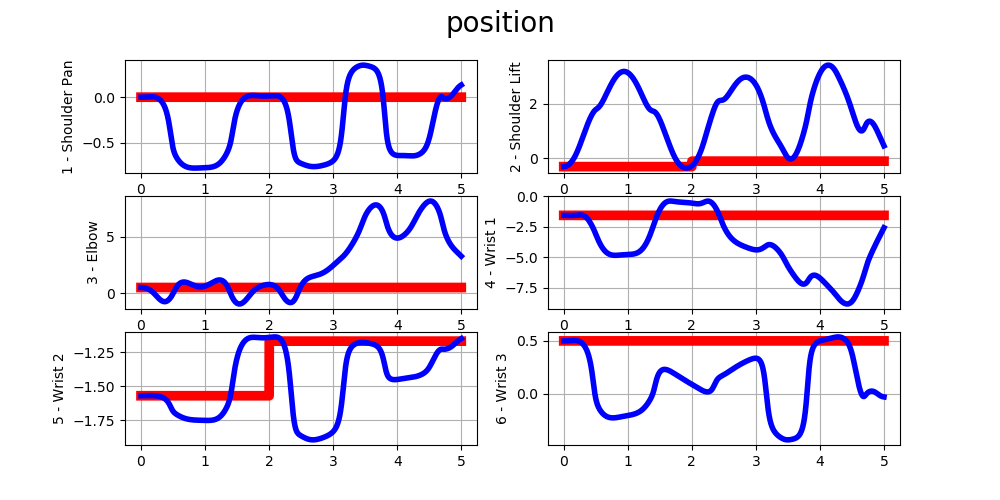 position
1 - Shoulder Pan
0.0
−0.5
0 1 2 3 4 5
2 - Shoulder Lift
2
0
0 1 2 3 4 5
3 - Elbow
5
0
0 1 2 3 4 5
4 - Wrist 1
0.0
−2.5
−5.0
−7.5
0 1 2 3 4 5
5 - Wrist 2
−1.25
−1.50
−1.75
0 1 2 3 4 5
6 - Wrist 3
0.5
0.0
0 1 2 3 4 5